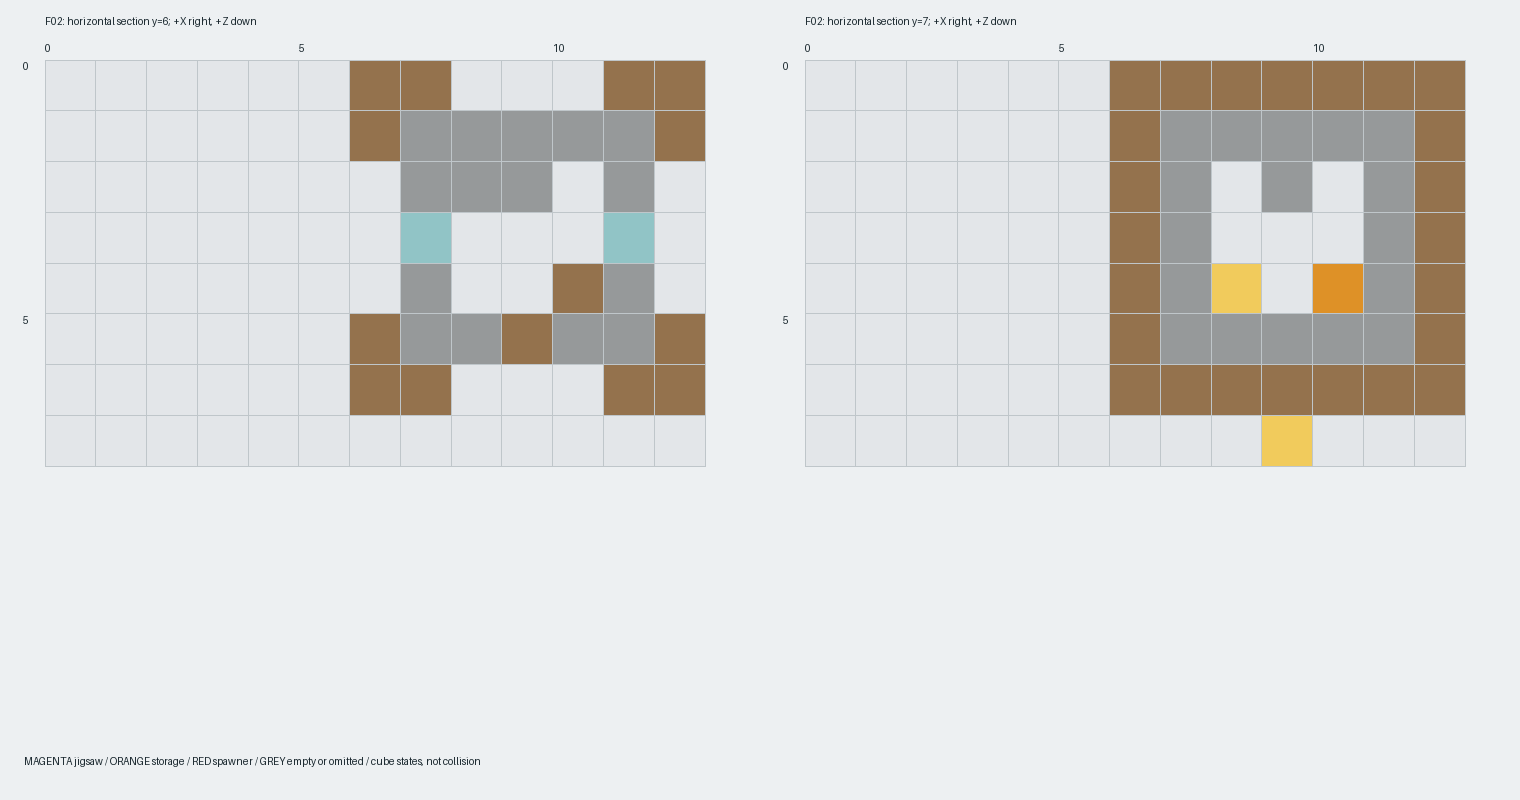 F02: horizontal section y=6; +X right, +Z down
F02: horizontal section y=7; +X right, +Z down
0 5 10
0 5 10
0
0
5
5
MAGENTA jigsaw / ORANGE storage / RED spawner / GREY empty or omitted / cube states, not collision